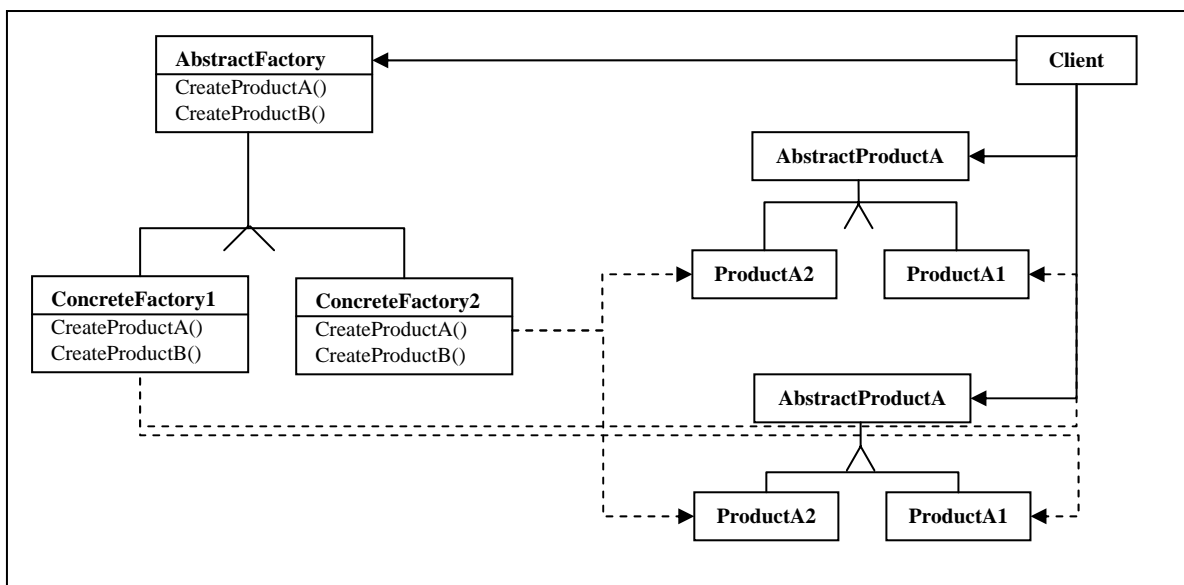 AbstractFactory
CreateProductA()
CreateProductB()
Client
AbstractProductA
ProductA2
ProductA1
ConcreteFactory1
CreateProductA()
CreateProductB()
ConcreteFactory2
CreateProductA()
CreateProductB()
AbstractProductA
ProductA2
ProductA1